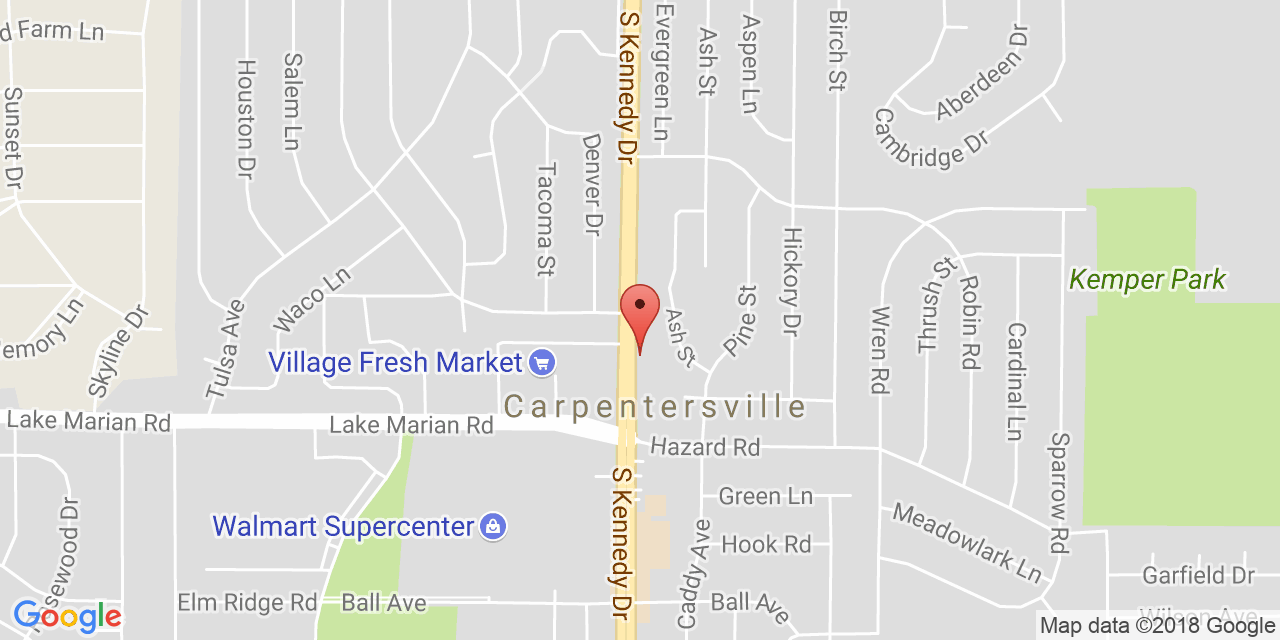 d Farm Ln
Sunset Dr
Houston Dr
Salem Ln
S Kennedy Dr
Evergreen Ln
Ash St
Aspen Ln
Birch St
Aberdeen Dr
Cambridge Dr
Tacoma St
Denver Dr
Waco Ln
Tulsa Ave
Skyline Dr
emory Ln
Ash St
Pine St
Hickory Dr
Wren Rd
Thrush St
Robin Rd
Cardinal Ln
Kemper Park
Village Fresh Market
Carpentersville
Lake Marian Rd
Lake Marian Rd
Hazard Rd
Sparrow Rd
Green Ln
Meadowlark Ln
Hook Rd
Walmart Supercenter
S Kennedy Dr
Caddy Ave
Rosewood Dr
Elm Ridge Rd
Ball Ave
Ball Ave
Garfield Dr
Wilson Ave
Google
Map data ©2018 Google